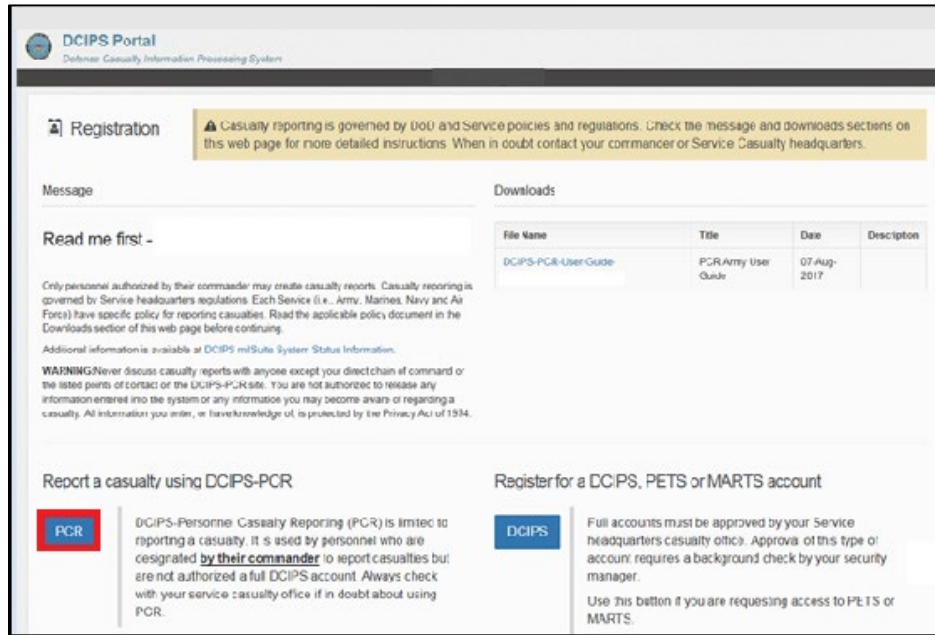 DCIPS Portal
Defense Casualty Information Processing System
Registration
Casualty reporting is governed by DoD and Service policies and regulations. Check the message and downloads sections on
this web page for more detailed instructions. When in doubt contact your commander or Service Casualty headquarters.
Message
Read me first -
Only personnel authorized by their commander may create casualty reports. Casualty reporting is
governed by Service headquarters regulations. Each Service (i.e., Army, Marines, Navy and Air
Force) have specific policy for reporting casualties. Read the applicable policy document in the
Downloads section of this web page before continuing.
Additional information is available at DCIPS milSuite System Status Information.
WARNING:Never discuss casualty reports with anyone except your direct chain of command or
the listed points of contact on the DCIPS-PCR site. You are not authorized to release any
information entered into the system or any information you may become aware of regarding a
casualty. All information you enter, or have knowledge of, is protected by the Privacy Act of 1974.
Downloads
File Name Title Date Description
DCIPS-PCR-User-Guide- PCR Army User 07-Aug-
Guide 2017
Report a casualty using DCIPS-PCR
PCR
DCIPS-Personnel Casualty Reporting (PCR) is limited to
reporting a casualty. It is used by personnel who are
designated by their commander to report casualties but
are not authorized a full DCIPS account. Always check
with your service casualty office if in doubt about using
PCR.
Register for a DCIPS, PETS or MARTS account
DCIPS
Full accounts must be approved by your Service
headquarters casualty office. Approval of this type of
account requires a background check by your security
manager.
Use this button if you are requesting access to PETS or
MARTS.